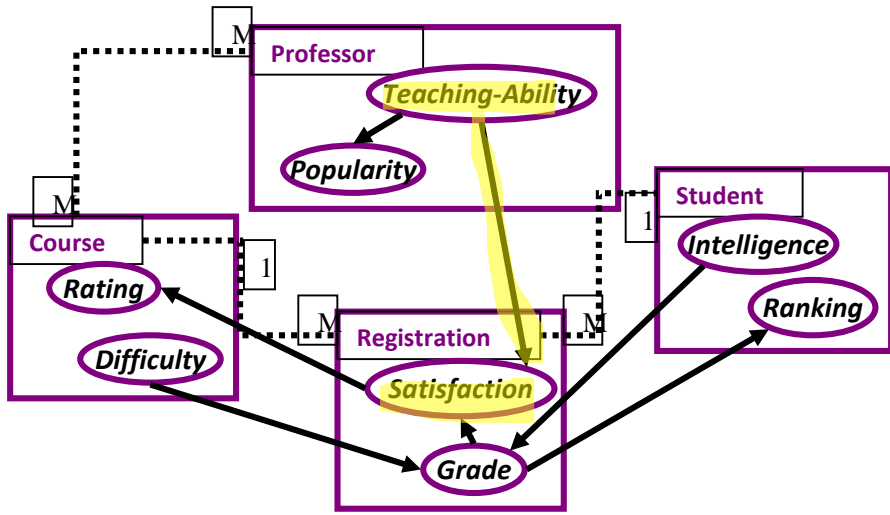 M
Professor
Teaching-Ability
Popularity
M
Student
1
Course
Intelligence
1
Rating
Ranking
M
M
Registration
Difficulty
Satisfaction
Grade